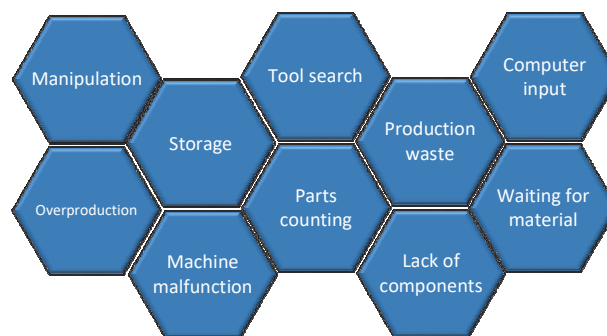 Manipulation
Storage
Tool search
Production
waste
Computer
input
Overproduction
Machine
malfunction
Parts
counting
Lack of
components
Waiting for
material